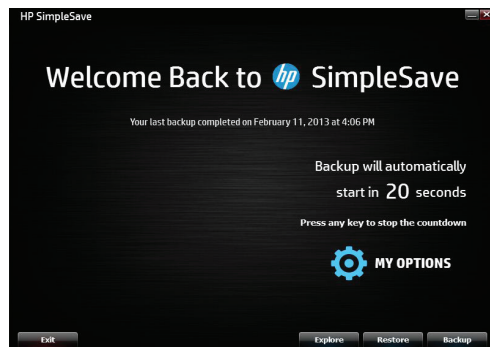 HP SimpleSave
Welcome Back to hp SimpleSave
Your last backup completed on February 11, 2013 at 4:06 PM
Backup will automatically
start in 20 seconds
Press any key to stop the countdown
MY OPTIONS
Exit Explore Restore Backup